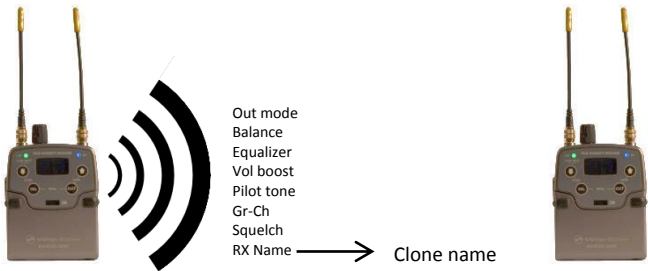 Out mode
Balance
Equalizer
Vol boost
Pilot tone
Gr-Ch
Squelch
RX Name
Clone name